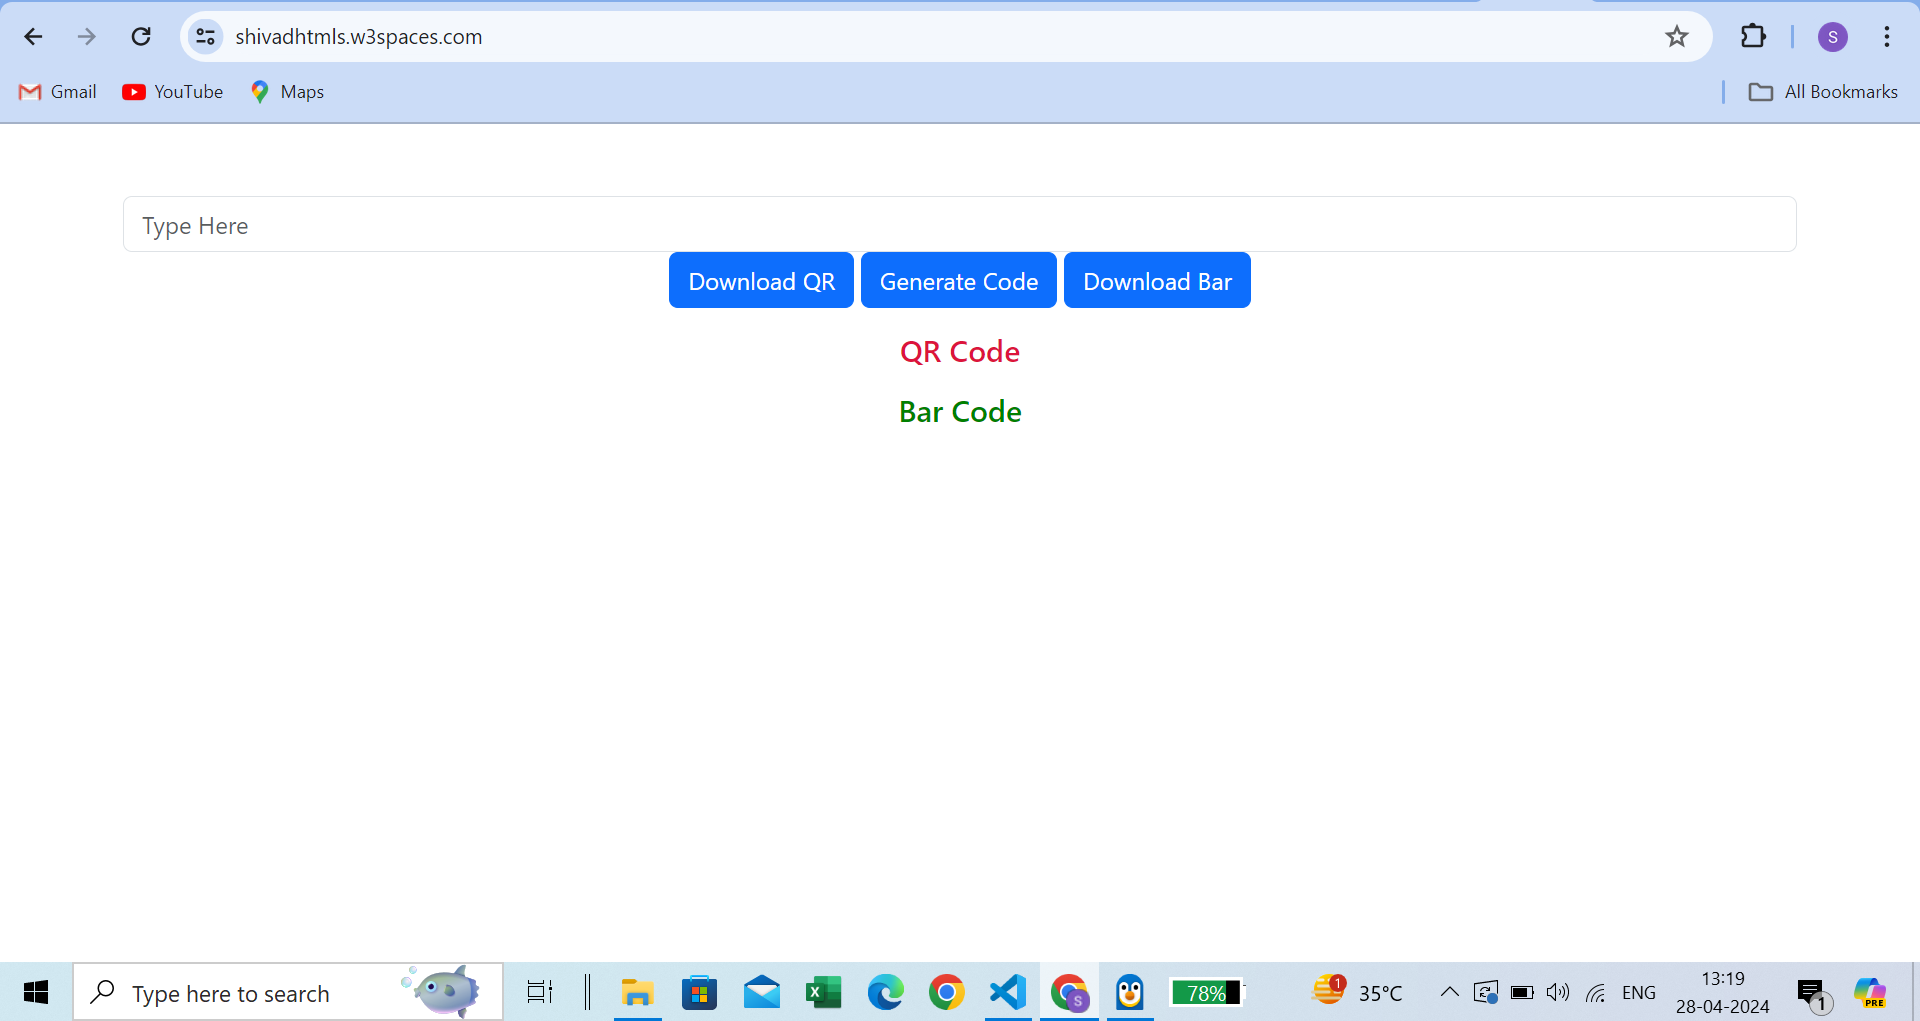 shivadhtmls.w3spaces.com
S
Gmail
YouTube
Maps
All Bookmarks
Type Here
Download QR
Generate Code
Download Bar
QR Code
Bar Code
Type here to search
X
S
78%
1
35°C
ENG
13:19
28-04-2024
1
PRE